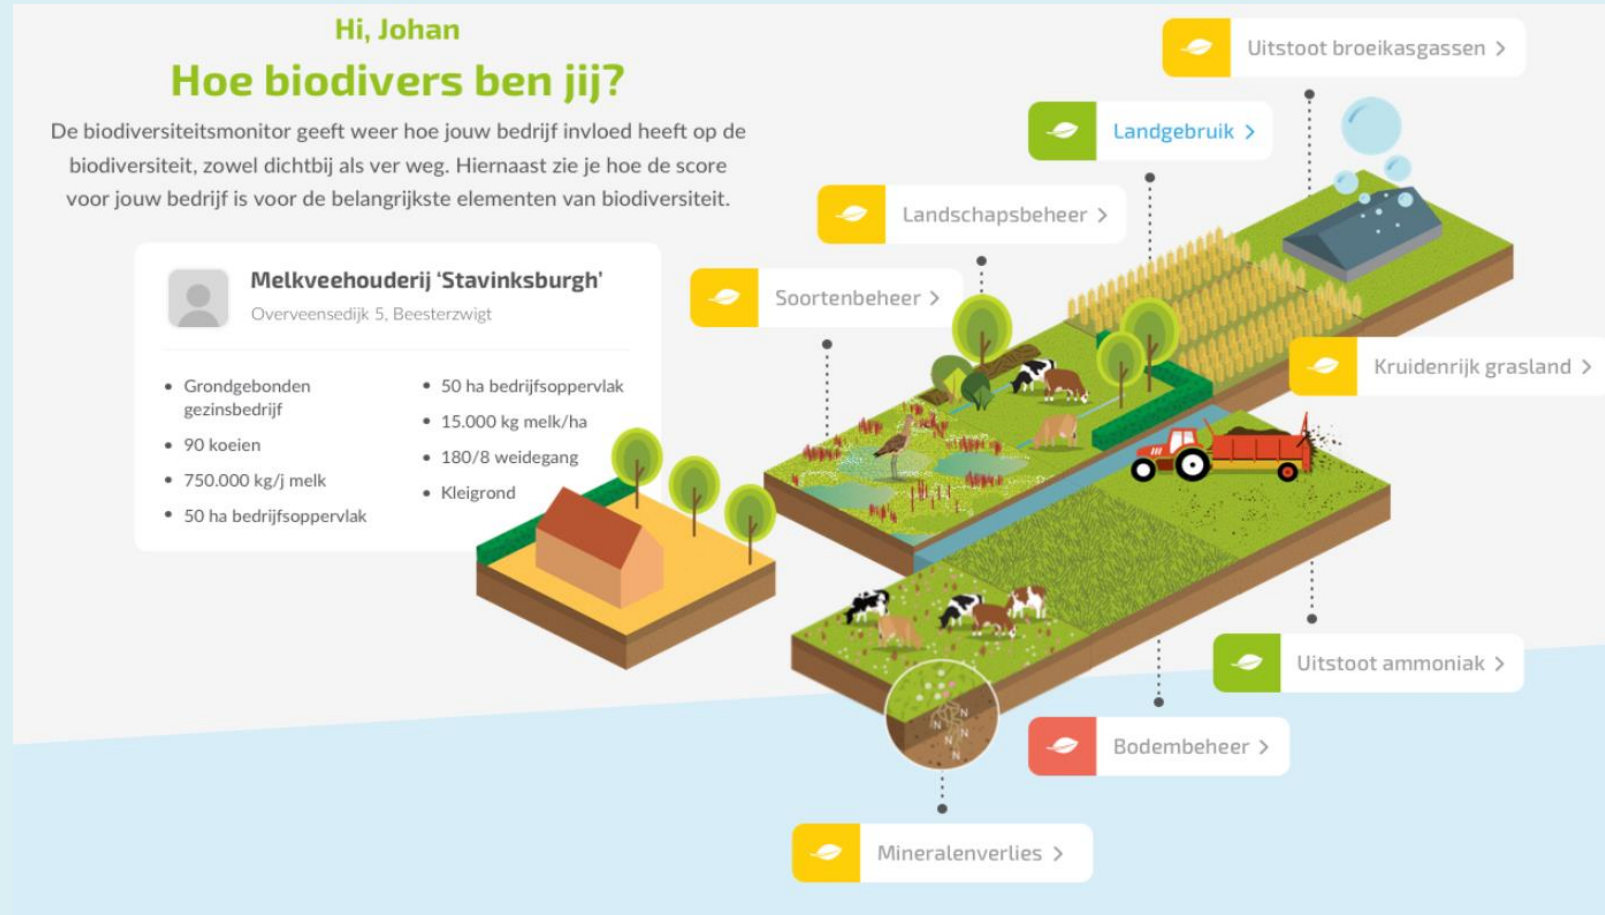 Hi, Johan
Hoe biodivers ben jij?
De biodiversiteitsmonitor geeft weer hoe jouw bedrijf invloed heeft op de
biodiversiteit, zowel dichtbij als ver weg. Hiernaast zie je hoe de score
voor jouw bedrijf is voor de belangrijkste elementen van biodiversiteit.
Melkveehouderij ‘Stavinksburgh’
Overveensedijk 5, Beesterzwigt
• Grondgebonden
gezinsbedrijf
• 90 koeien
• 750.000 kg/j melk
• 50 ha bedrijfsoppervlak
• 50 ha bedrijfsoppervlak
• 15.000 kg melk/ha
• 180/8 weidegang
• Kleigrond
Uitstoot broeikasgassen >
Landgebruik >
Landschapsbeheer >
Soortenbeheer >
Kruidenrijk grasland >
Uitstoot ammoniak >
Bodembeheer >
N
N
N
N
N
Mineralenverlies >